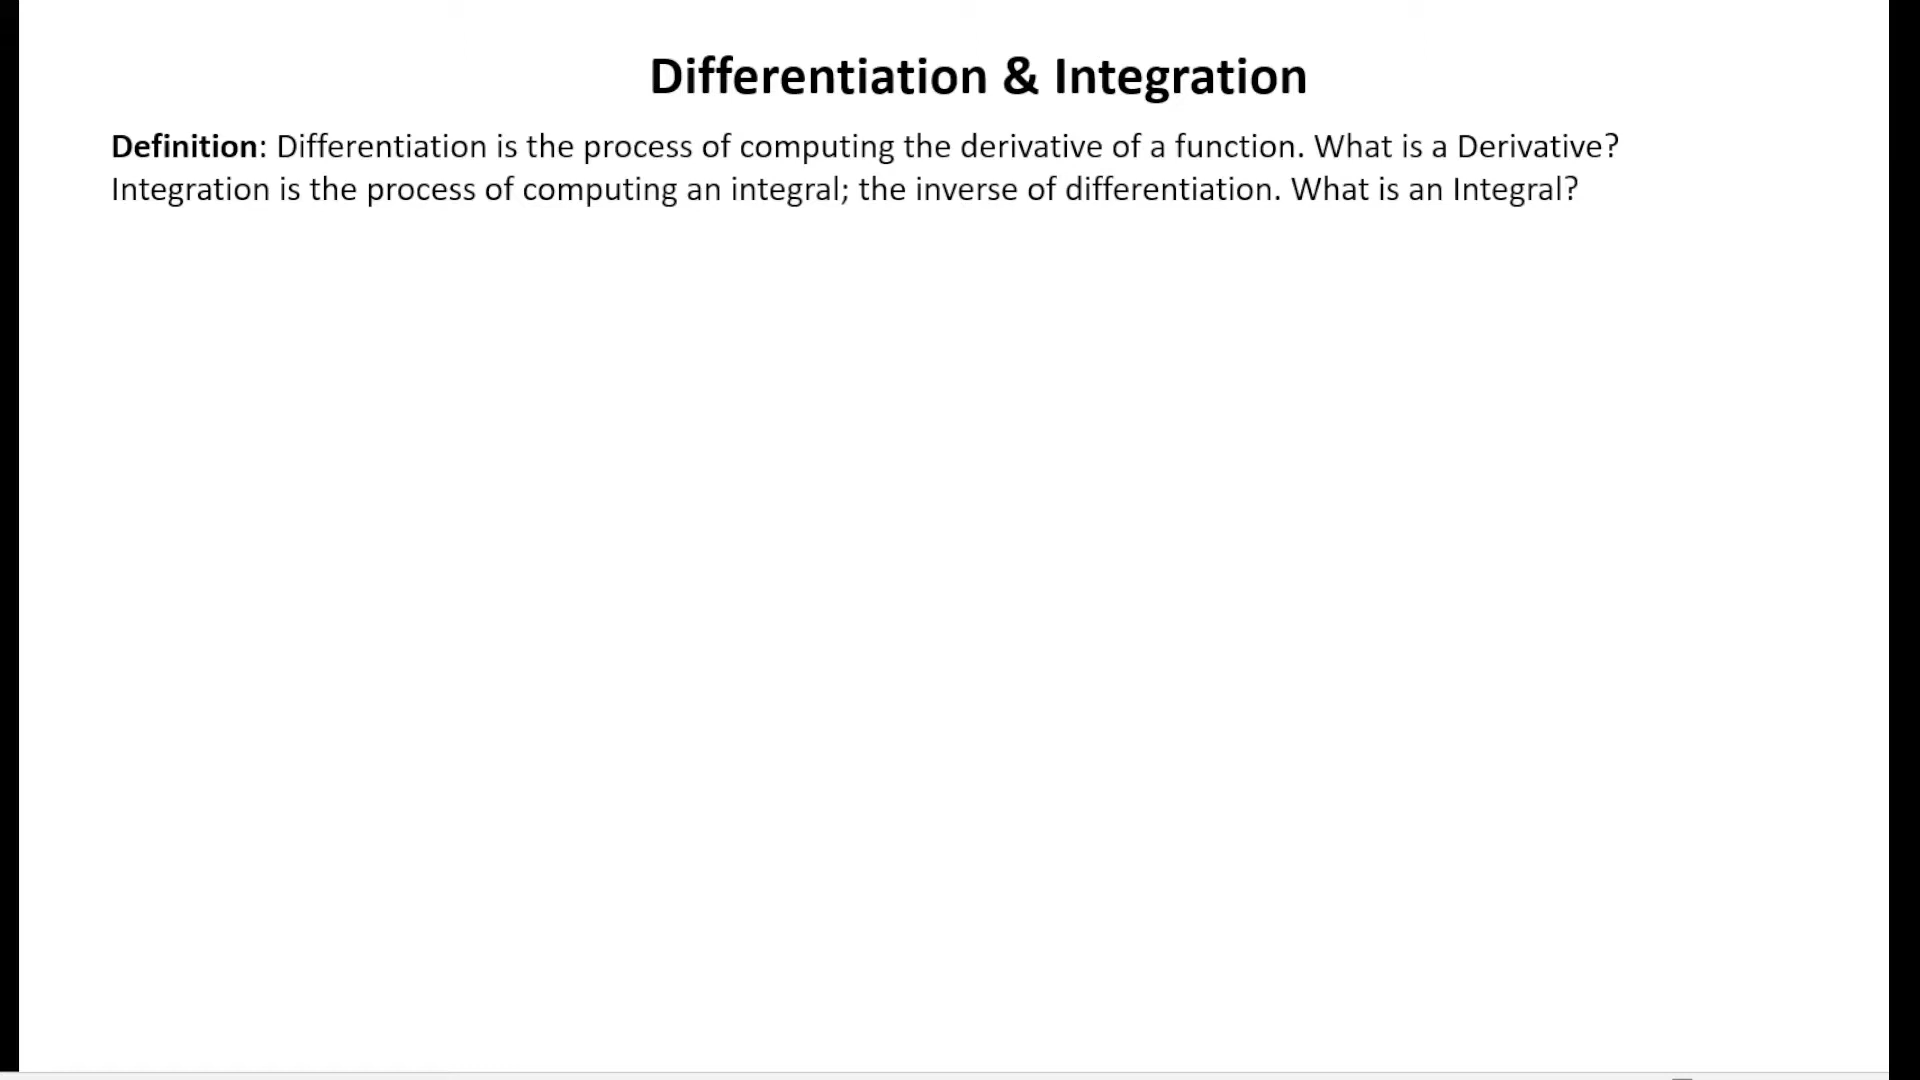 Differentiation & Integration
Definition: Differentiation is the process of computing the derivative of a function. What is a Derivative?
Integration is the process of computing an integral; the inverse of differentiation. What is an Integral?